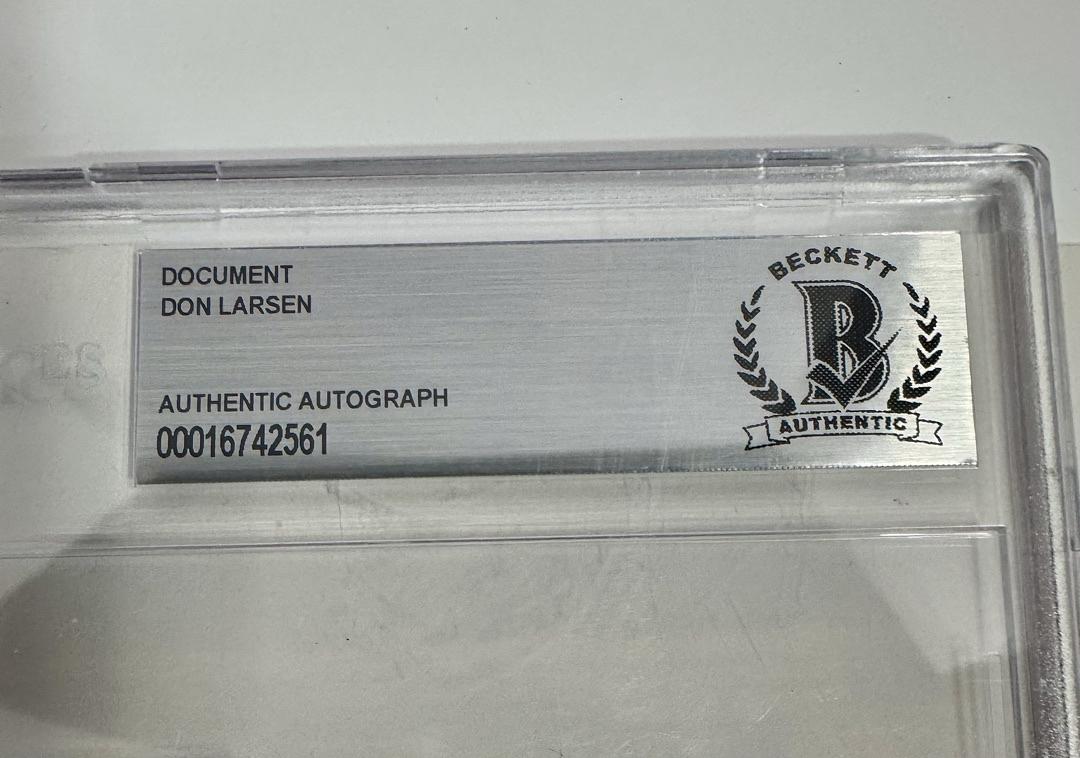 DOCUMENT
DON LARSEN
AUTHENTIC AUTOGRAPH
00016742561
BECKETT
B
AUTHENTIC